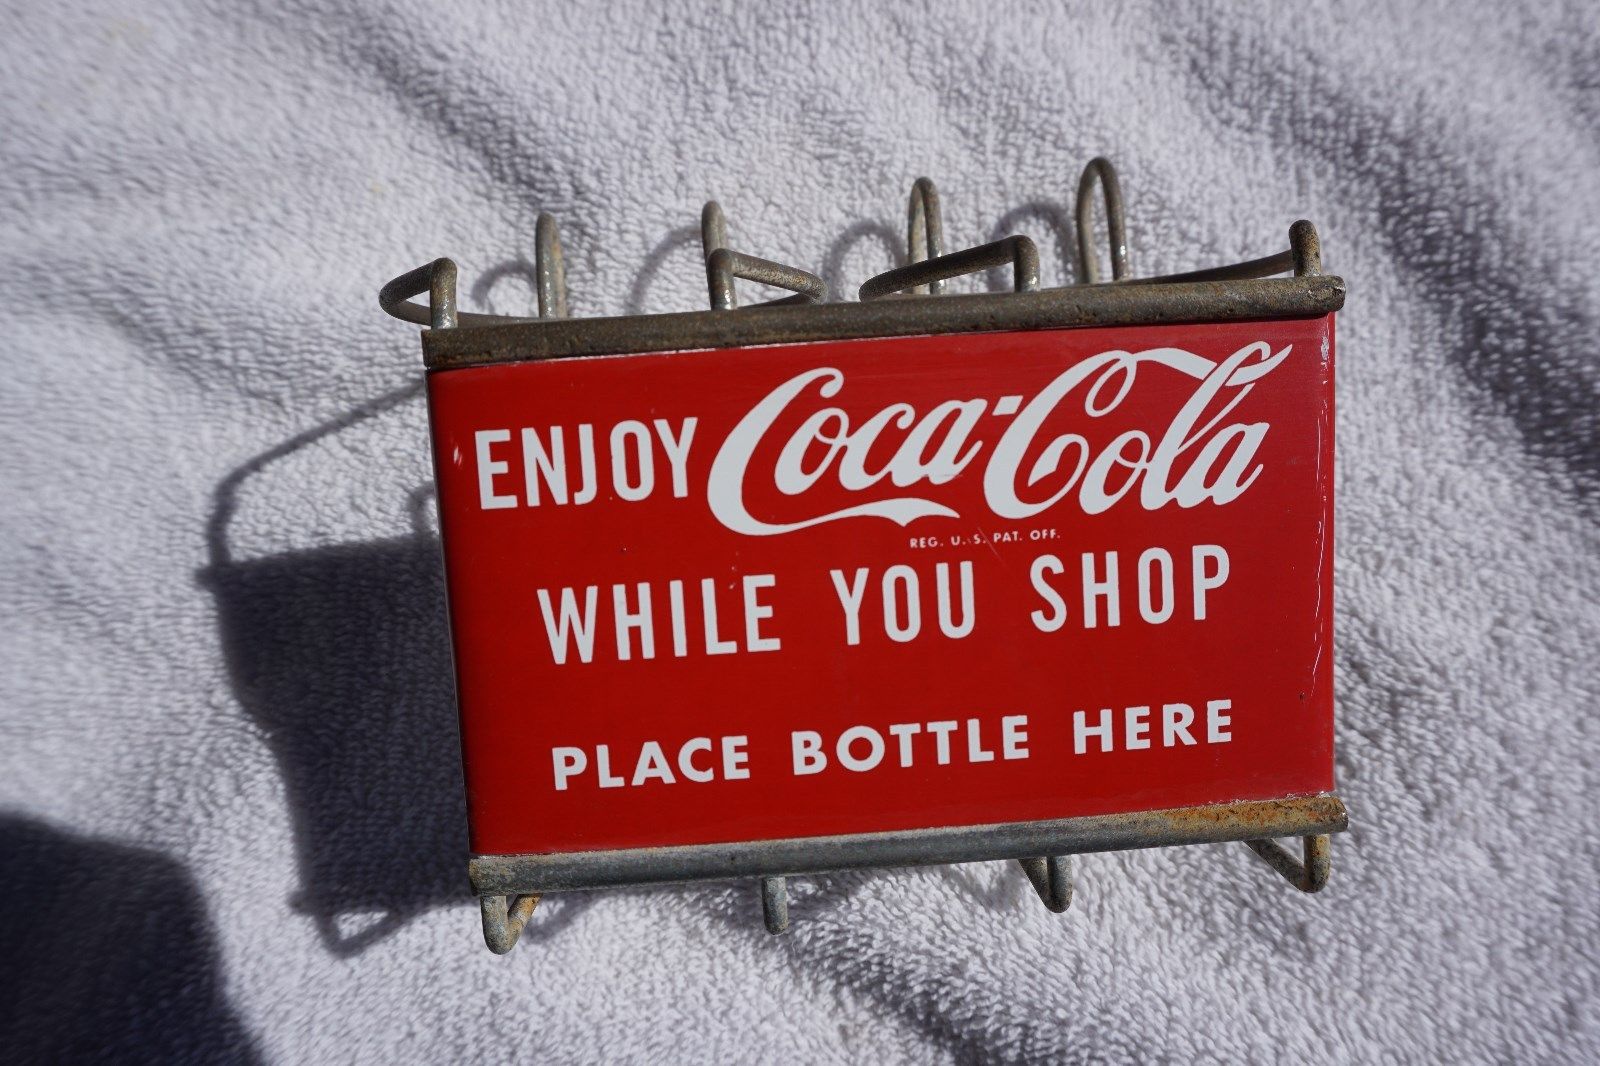 ENJOY Coca-Cola
REG. U.S. PAT. OFF.
WHILE YOU SHOP
PLACE BOTTLE HERE